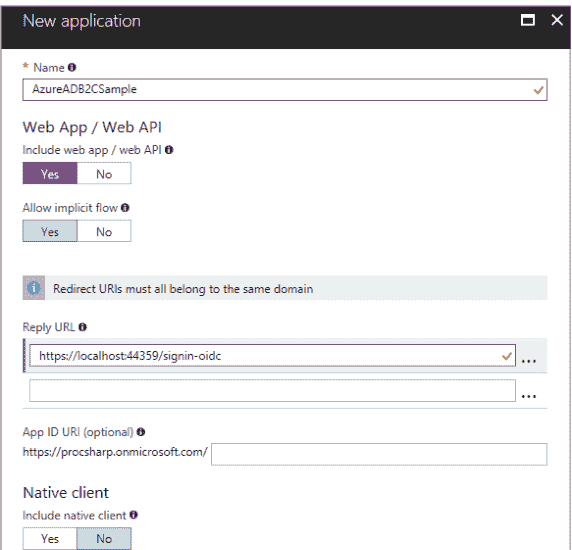 New application
* Name
AzureADB2CSample
Web App / Web API
Include web app / web API
Yes No
Allow implicit flow
Yes No
Redirect URIs must all belong to the same domain
Reply URL
https://localhost:44359/signin-oidc
...
...
App ID URI (optional)
https://procsharp.onmicrosoft.com/
Native client
Include native client
Yes No